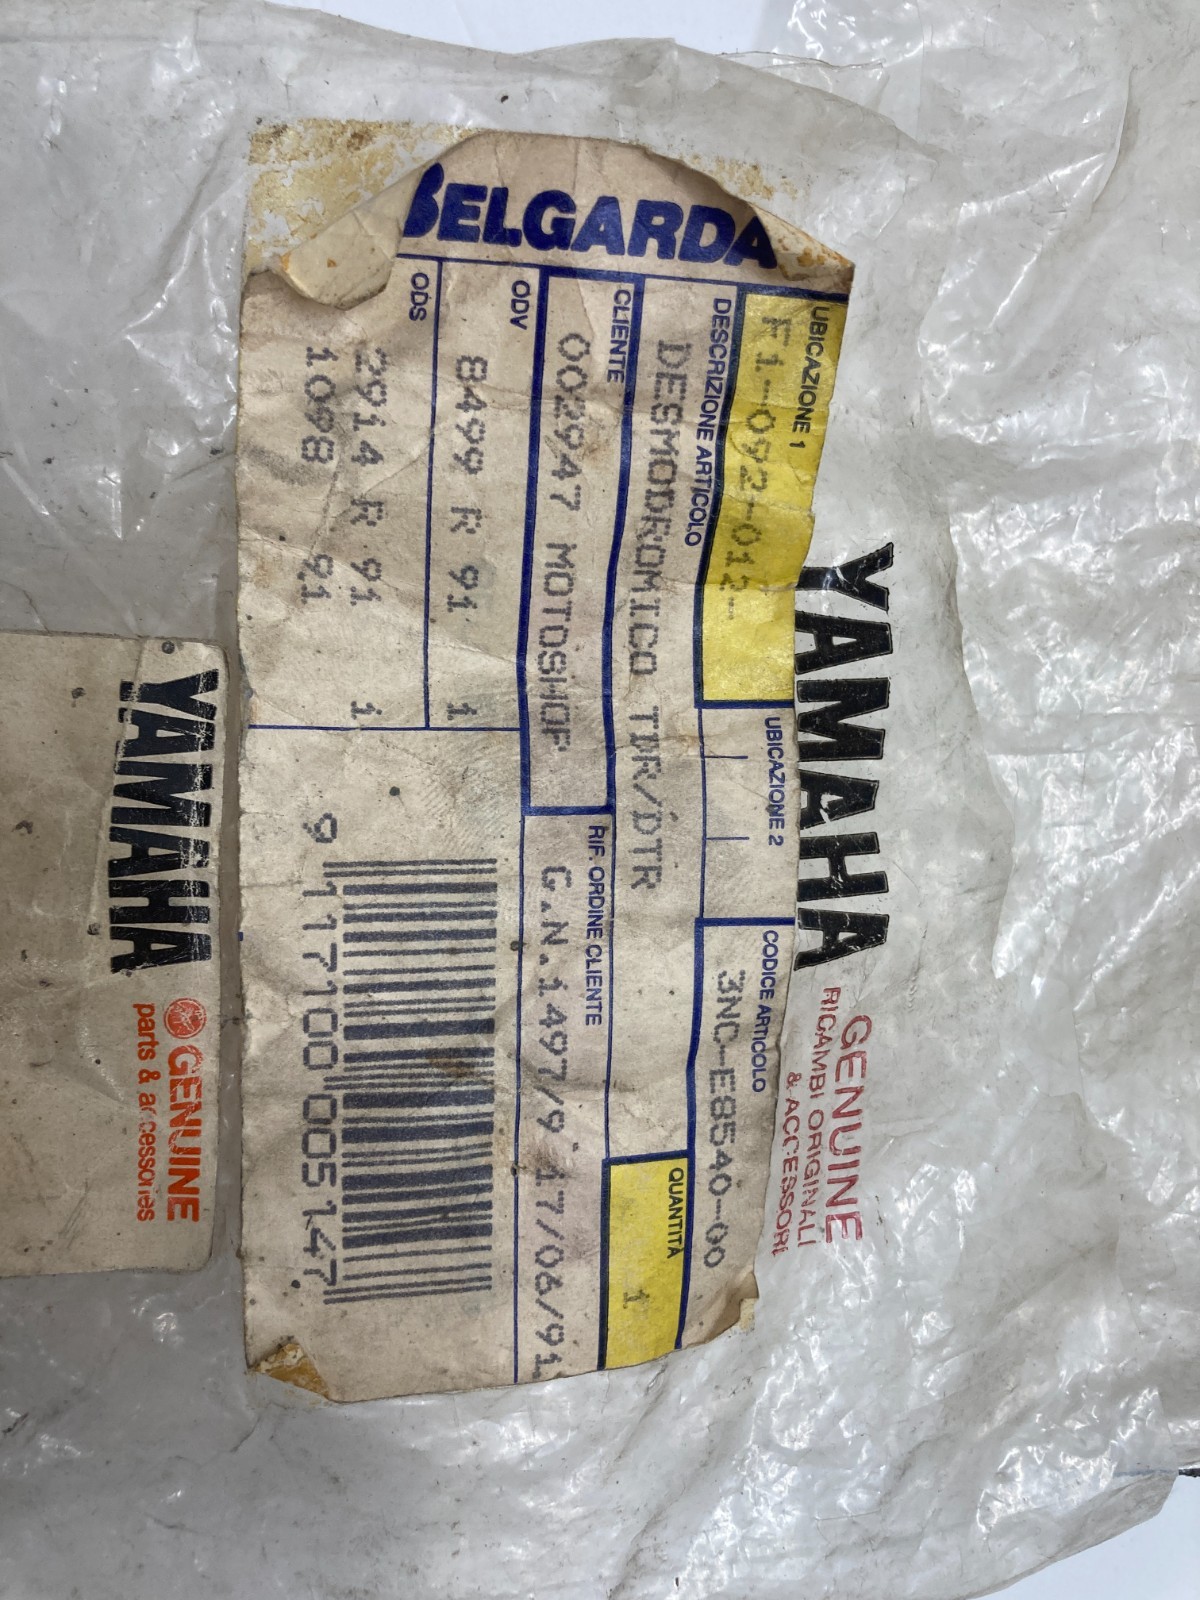 YAMAHA GENUINE
RICAMBI ORIGINALI
& ACCESSORI
BELGARDA
UBICAZIONE 1 UBICAZIONE 2 CODICE ARTICOLO
F1-092-012- 3NC-E8540-00
DESCRIZIONE ARTICOLO QUANTITÀ
DESMODROMICO TDR/DTR 1
CLIENTE RIF. ORDINE CLIENTE
002947 MOTOSHOP G.N.1497/9 17/06/91
ODV
8499 R 91 1
ODS
2914 R 91 1
1098 91
9 117100 005147
YAMAHA GENUINE
parts & accessories